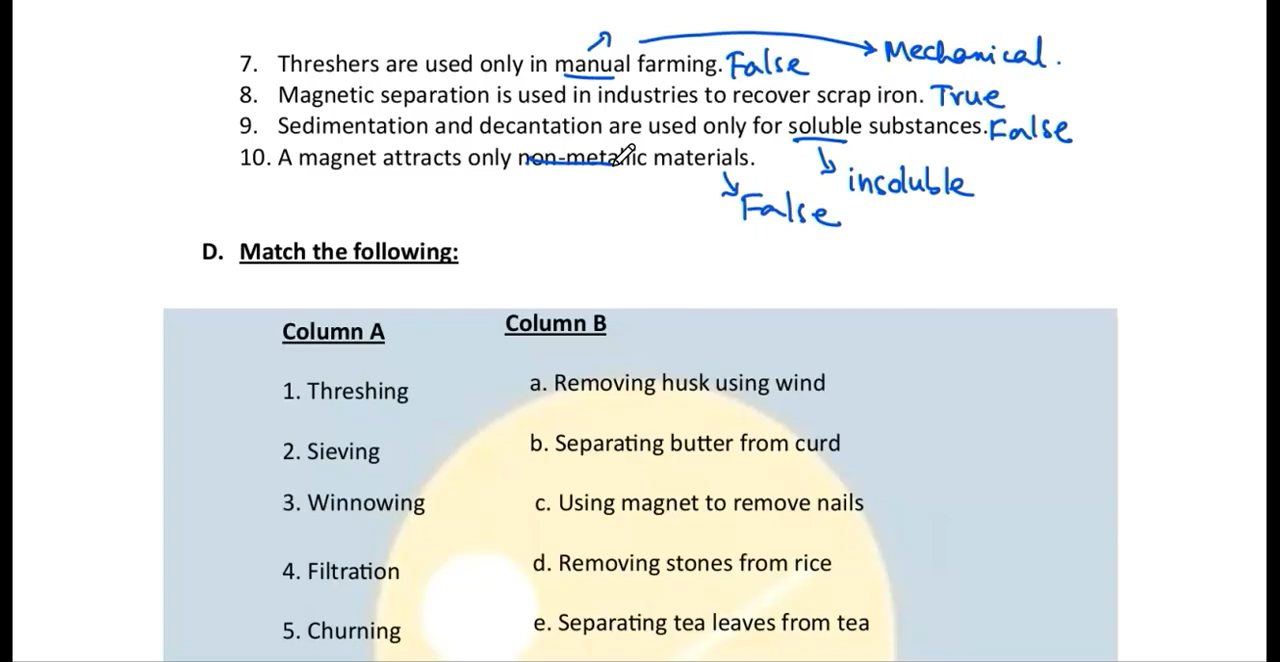 7. Threshers are used only in manual farming. False → Mechanical.
8. Magnetic separation is used in industries to recover scrap iron. True
9. Sedimentation and decantation are used only for soluble substances. False
insoluble
10. A magnet attracts only non-metallic materials.
False
D. Match the following:
Column A Column B
1. Threshing a. Removing husk using wind
2. Sieving b. Separating butter from curd
3. Winnowing c. Using magnet to remove nails
4. Filtration d. Removing stones from rice
5. Churning e. Separating tea leaves from tea